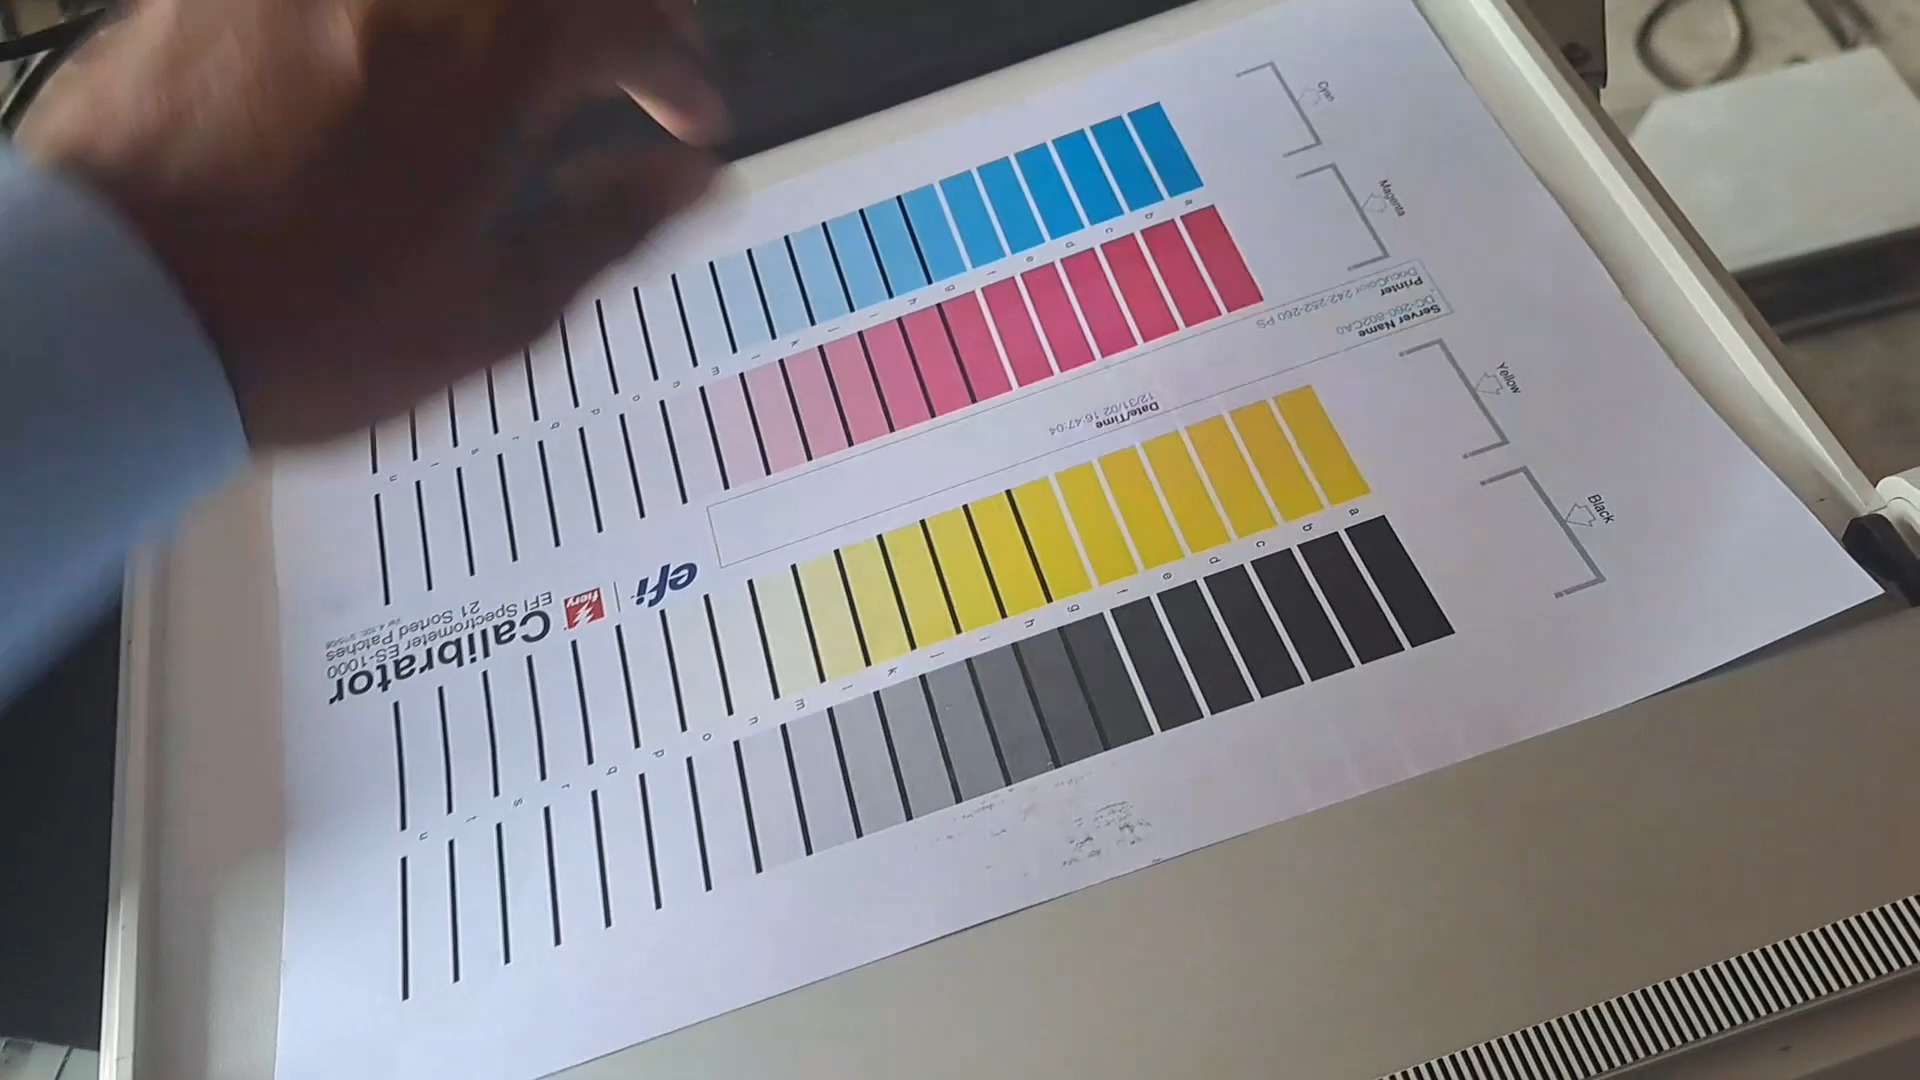 Cyan
Magenta
Yellow
Black
Server Name
DC-260-802CA0
Printer
DocuColor 242-252-260 PS
Date/Time
12/31/02 16:47:04
efi
fiery
Calibrator
EFI Spectrometer ES-1000
21 Sorted Patches
a
b
c
d
e
f
g
h
i
j
k
l
m
n
o
p
q
r
s
t
u
a
b
c
d
e
f
g
h
i
j
k
l
m
n
o
p
q
r
s
t
u